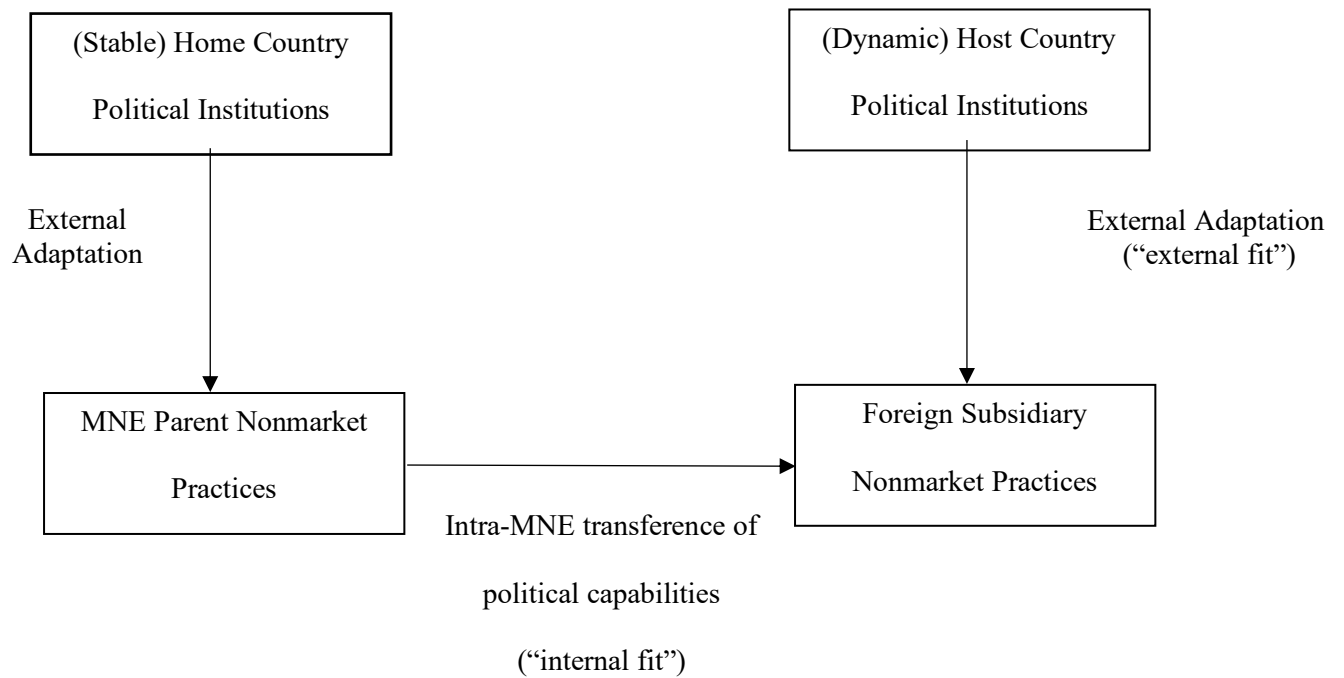 (Stable) Home Country
Political Institutions
(Dynamic) Host Country
Political Institutions
External
Adaptation
External Adaptation
(“external fit”)
MNE Parent Nonmarket
Practices
Foreign Subsidiary
Nonmarket Practices
Intra-MNE transference of
political capabilities
(“internal fit”)